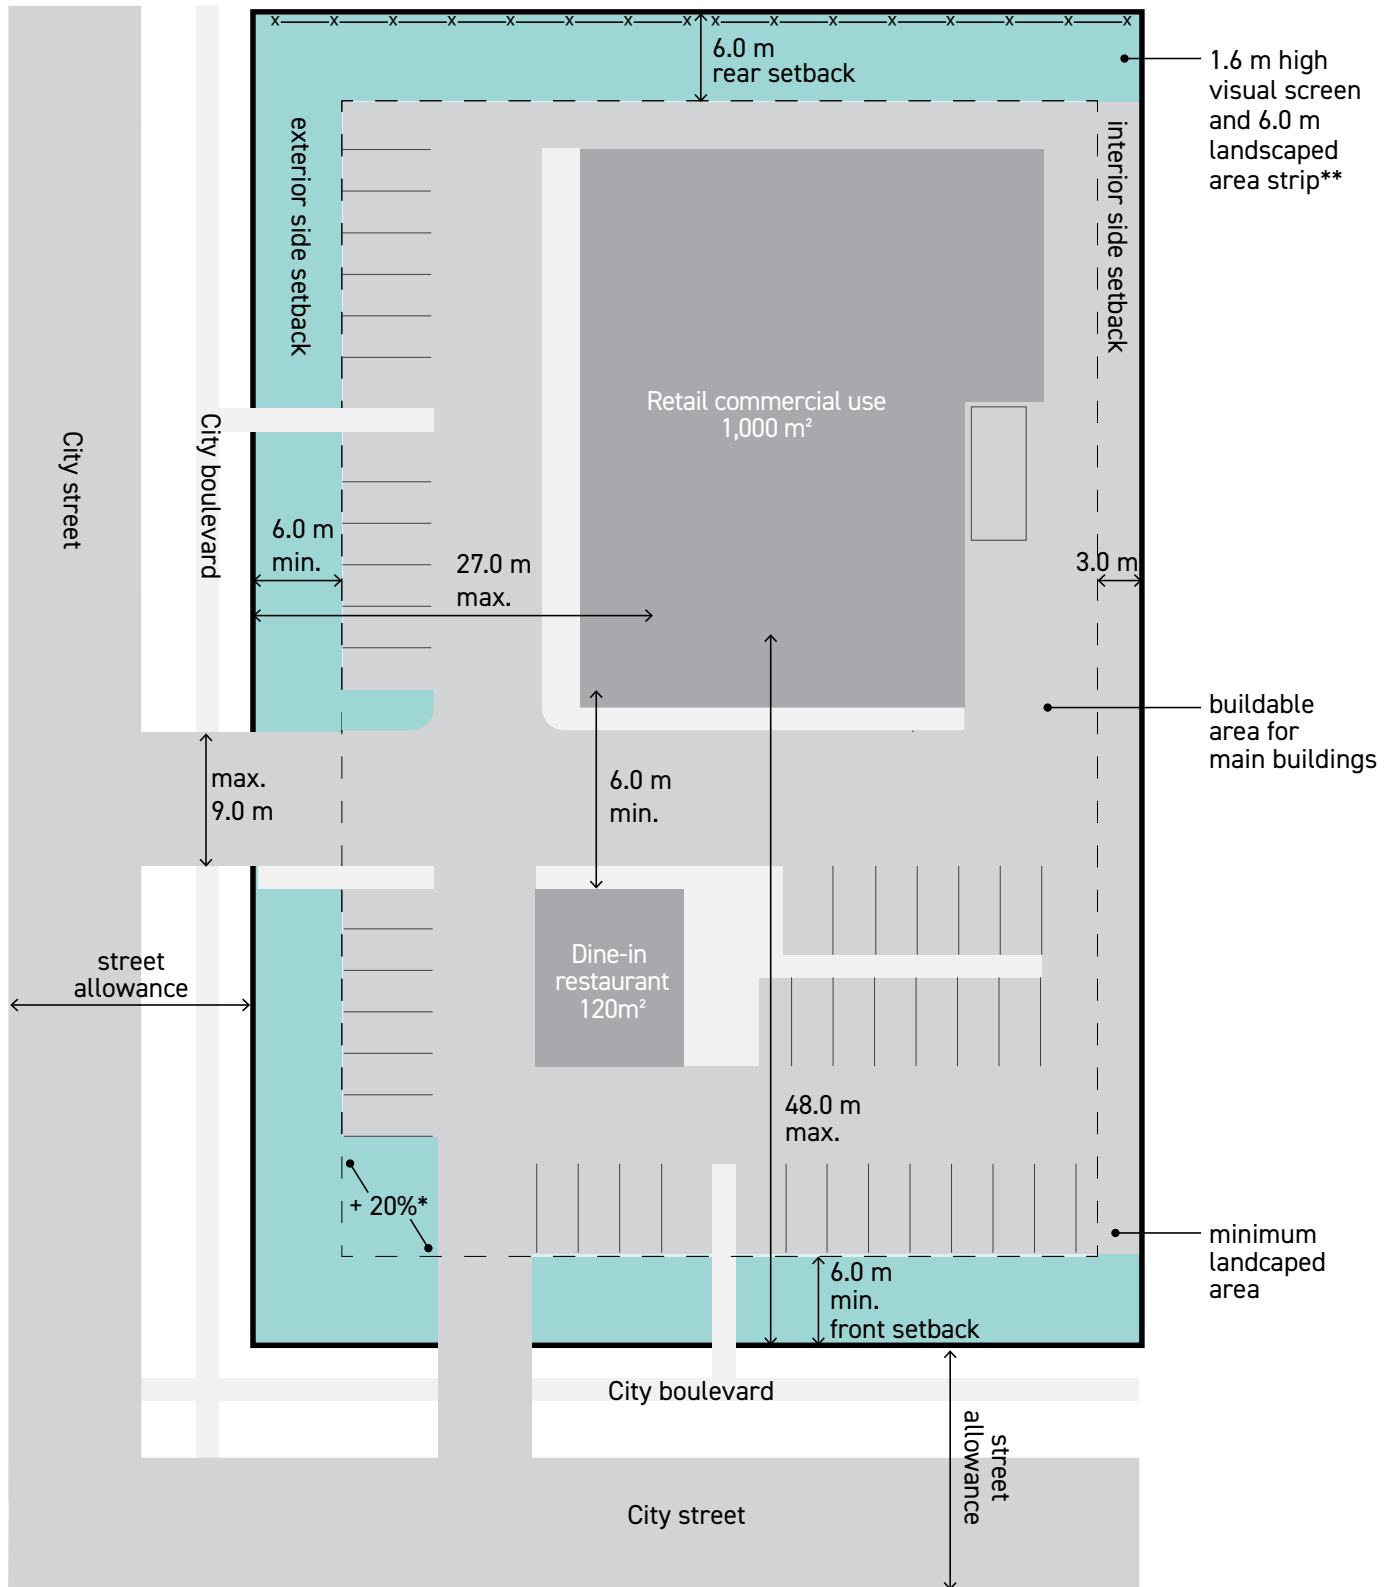 6.0 m
rear setback
1.6 m high
visual screen
and 6.0 m
landscaped
area strip**
exterior side setback
interior side setback
Retail commercial use
1,000 m²
City street
City boulevard
6.0 m
min.
27.0 m
max.
3.0 m
buildable
area for
main buildings
max.
9.0 m
6.0 m
min.
street
allowance
Dine-in
restaurant
120m²
48.0 m
max.
+ 20%*
minimum
landcaped
area
6.0 m
min.
front setback
City boulevard
street
allowance
City street